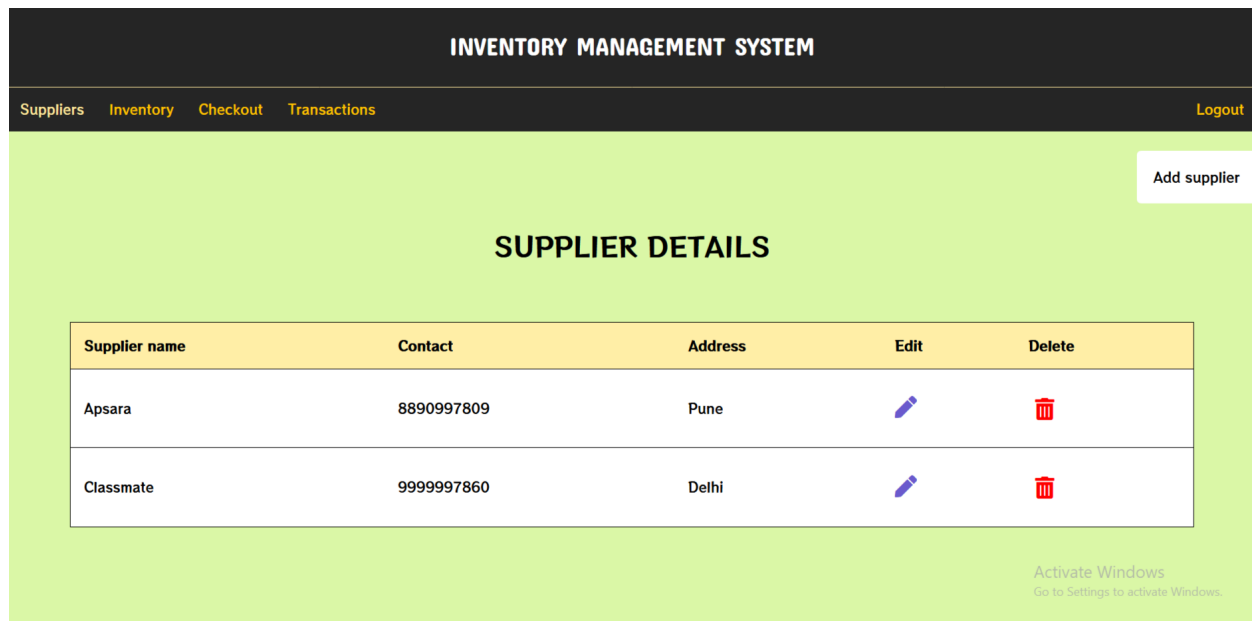 INVENTORY MANAGEMENT SYSTEM
Suppliers Inventory Checkout Transactions Logout
Add supplier
SUPPLIER DETAILS
Supplier name Contact Address Edit Delete
Apsara 8890997809 Pune
Classmate 9999997860 Delhi
Activate Windows
Go to Settings to activate Windows.